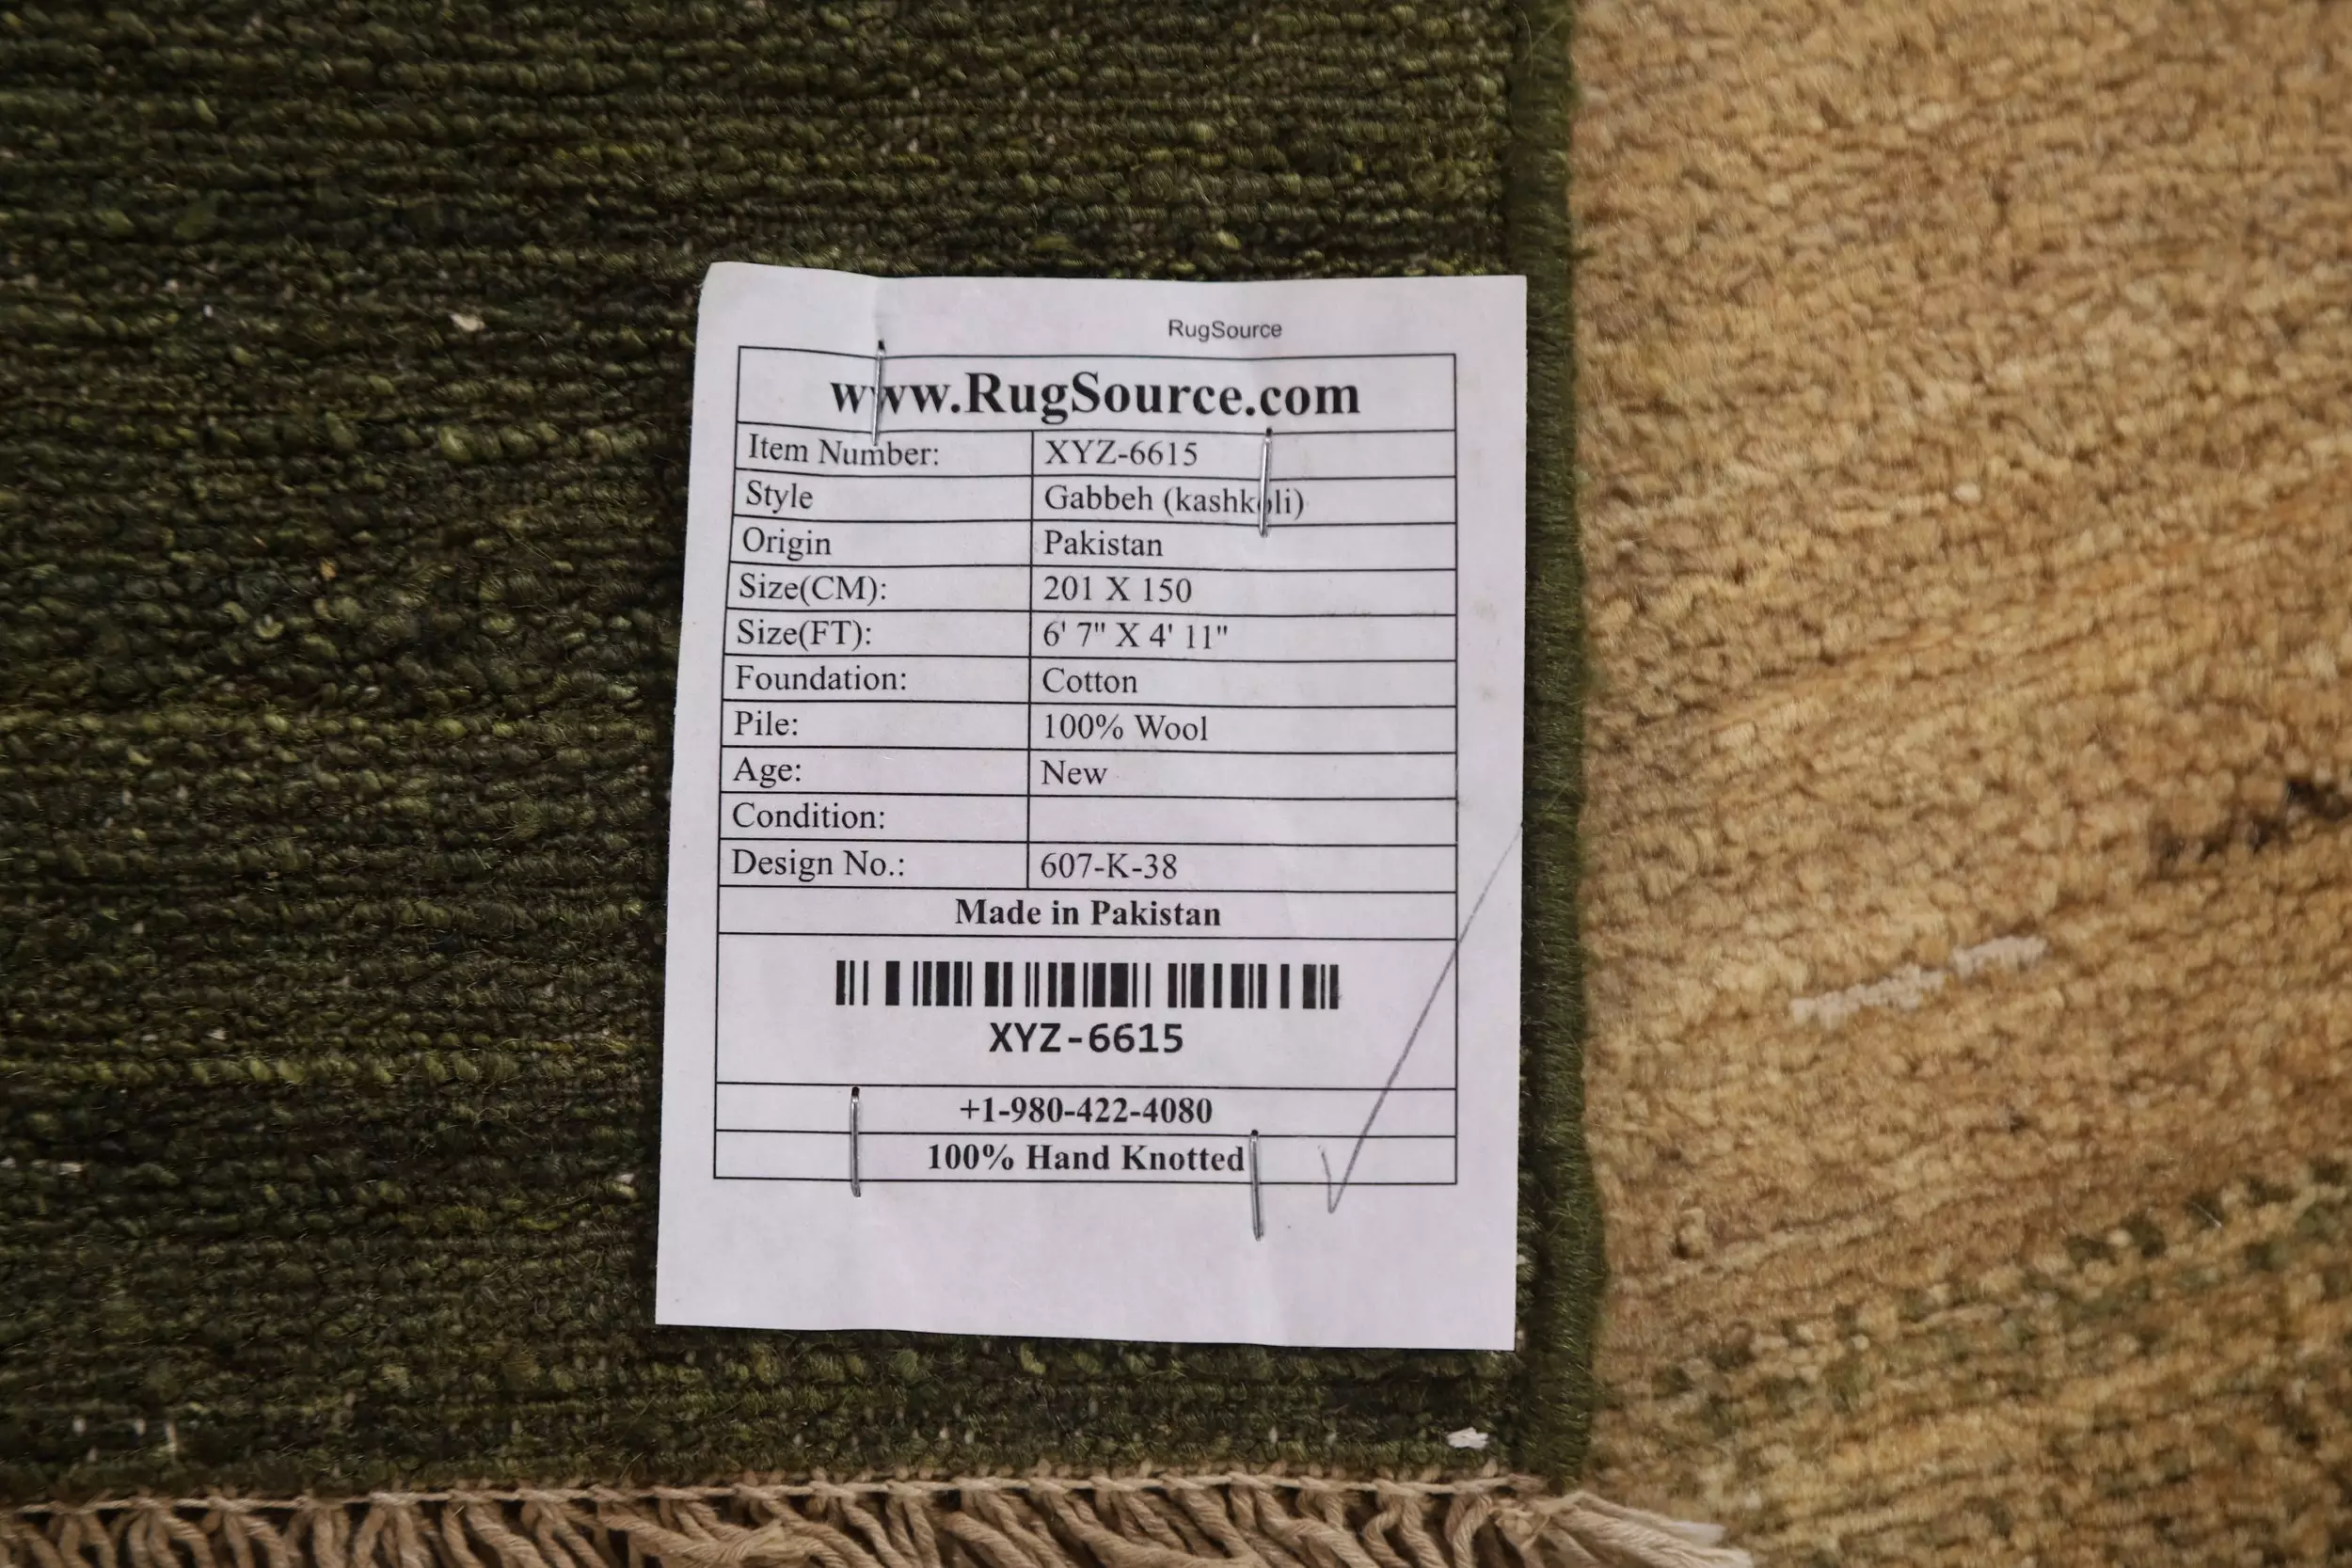 RugSource
www.RugSource.com
Item Number: XYZ-6615
Style Gabbeh (kashkoli)
Origin Pakistan
Size(CM): 201 X 150
Size(FT): 6' 7" X 4' 11"
Foundation: Cotton
Pile: 100% Wool
Age: New
Condition:
Design No.: 607-K-38
Made in Pakistan
XYZ-6615
+1-980-422-4080
100% Hand Knotted